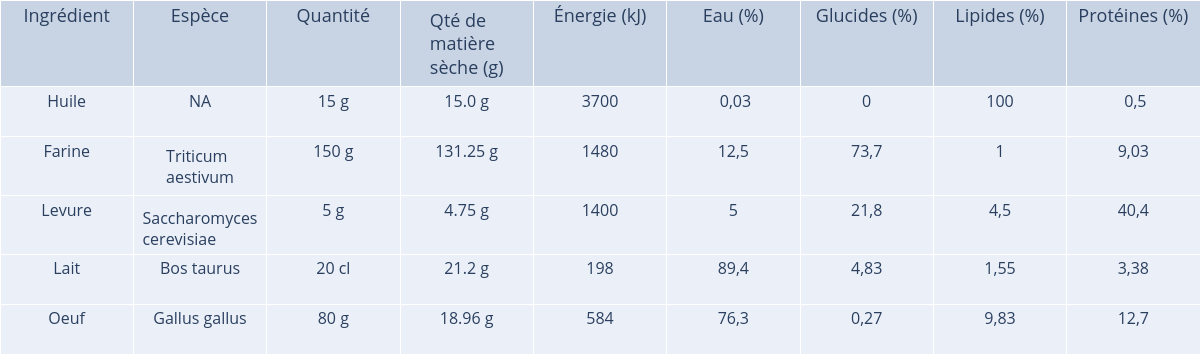 Ingrédient Espèce Quantité Qté de matière sèche (g) Énergie (kJ) Eau (%) Glucides (%) Lipides (%) Protéines (%)
Huile NA 15 g 15.0 g 3700 0,03 0 100 0,5
Farine Triticum aestivum 150 g 131.25 g 1480 12,5 73,7 1 9,03
Levure Saccharomyces cerevisiae 5 g 4.75 g 1400 5 21,8 4,5 40,4
Lait Bos taurus 20 cl 21.2 g 198 89,4 4,83 1,55 3,38
Oeuf Gallus gallus 80 g 18.96 g 584 76,3 0,27 9,83 12,7